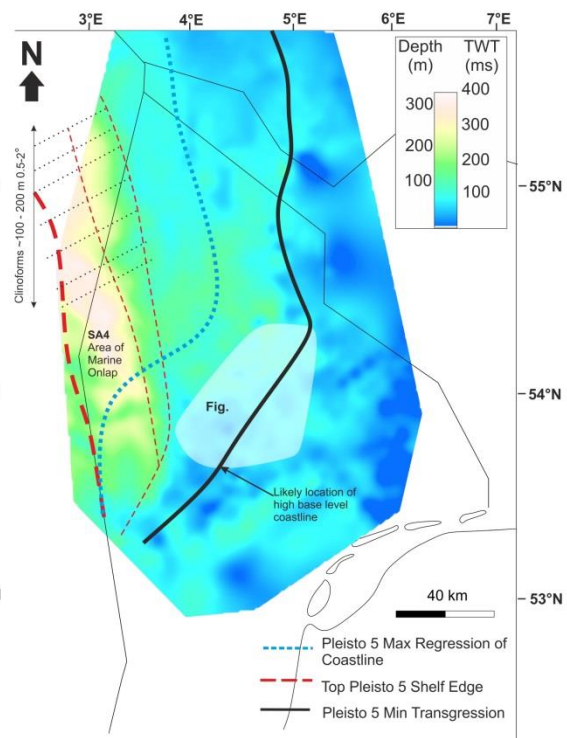 3°E
4°E
5°E
6°E
7°E
N
Depth
(m)
TWT
(ms)
400
300
300
200
200
100
100
55°N
Clinoforms ~100 - 200 m 0.5-2°
SA4
Area of
Marine
Onlap
54°N
Fig.
Likely location of
high base level
coastline
53°N
40 km
Pleisto 5 Max Regression of
Coastline
Top Pleisto 5 Shelf Edge
Pleisto 5 Min Transgression